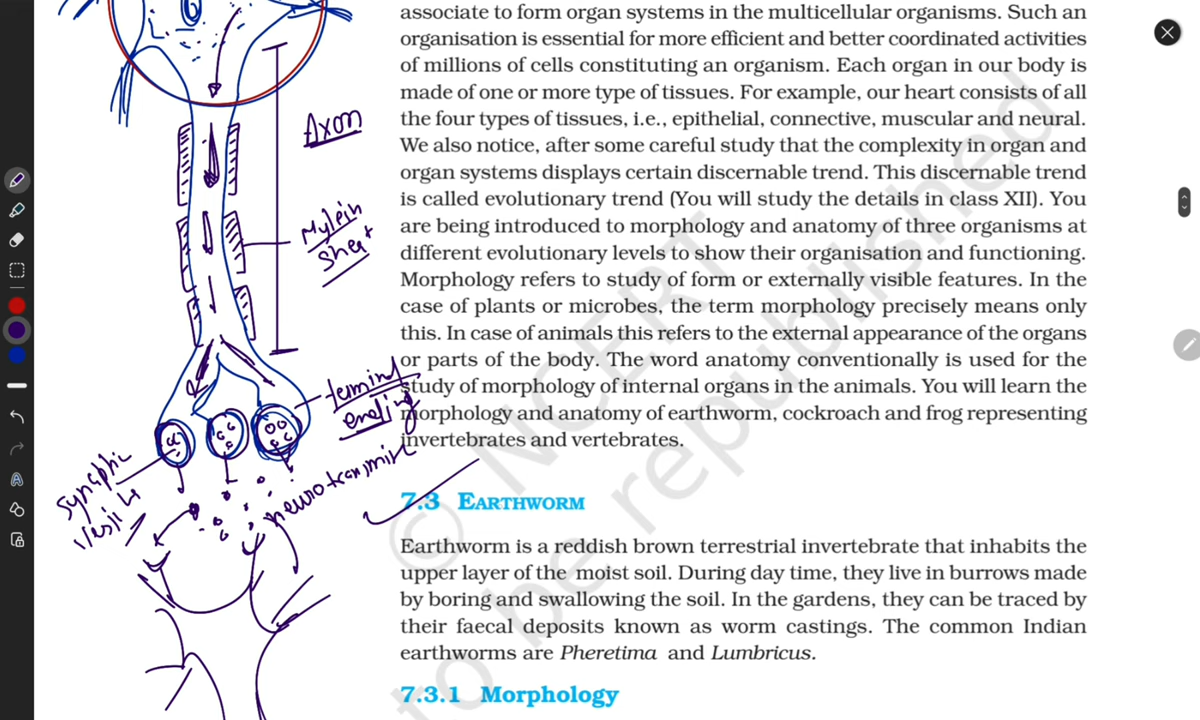 associate to form organ systems in the multicellular organisms. Such an
organisation is essential for more efficient and better coordinated activities
of millions of cells constituting an organism. Each organ in our body is
made of one or more type of tissues. For example, our heart consists of all
the four types of tissues, i.e., epithelial, connective, muscular and neural.
We also notice, after some careful study that the complexity in organ and
organ systems displays certain discernable trend. This discernable trend
is called evolutionary trend (You will study the details in class XII). You
are being introduced to morphology and anatomy of three organisms at
different evolutionary levels to show their organisation and functioning.
Morphology refers to study of form or externally visible features. In the
case of plants or microbes, the term morphology precisely means only
this. In case of animals this refers to the external appearance of the organs
or parts of the body. The word anatomy conventionally is used for the
study of morphology of internal organs in the animals. You will learn the
morphology and anatomy of earthworm, cockroach and frog representing
invertebrates and vertebrates.
7.3 EARTHWORM
Earthworm is a reddish brown terrestrial invertebrate that inhabits the
upper layer of the moist soil. During day time, they live in burrows made
by boring and swallowing the soil. In the gardens, they can be traced by
their faecal deposits known as worm castings. The common Indian
earthworms are Pheretima and Lumbricus.
7.3.1 Morphology
Axon
Mylein
ending
© NCERT
to be republished